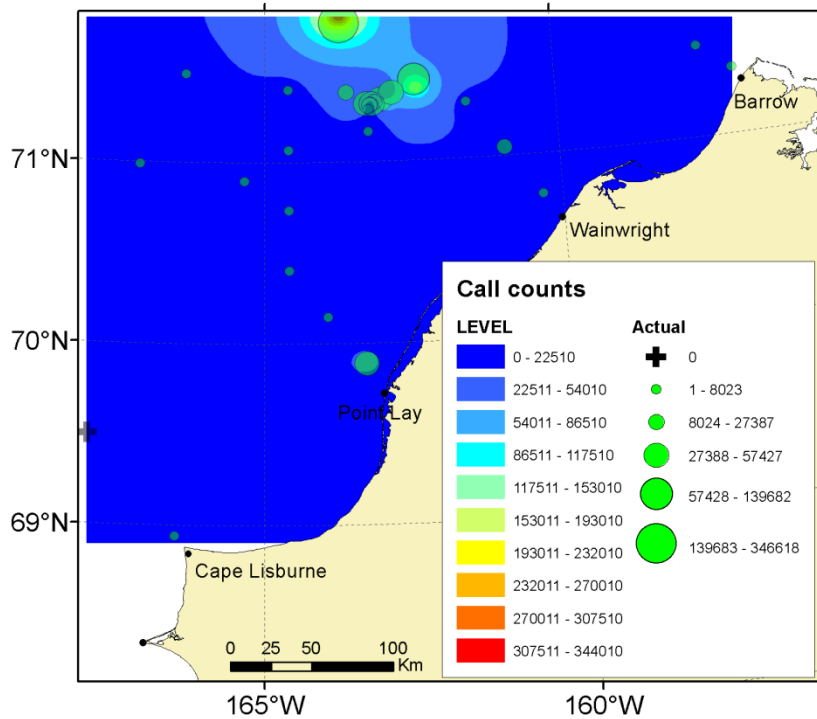 Barrow
71°N
Wainwright
70°N
Point Lay
69°N
Cape Lisburne
Call counts
LEVEL
0 - 22510
22511 - 54010
54011 - 86510
86511 - 117510
117511 - 153010
153011 - 193010
193011 - 232010
232011 - 270010
270011 - 307510
307511 - 344010
Actual
0
1 - 8023
8024 - 27387
27388 - 57427
57428 - 139682
139683 - 346618
0 25 50 100
Km
165°W 160°W